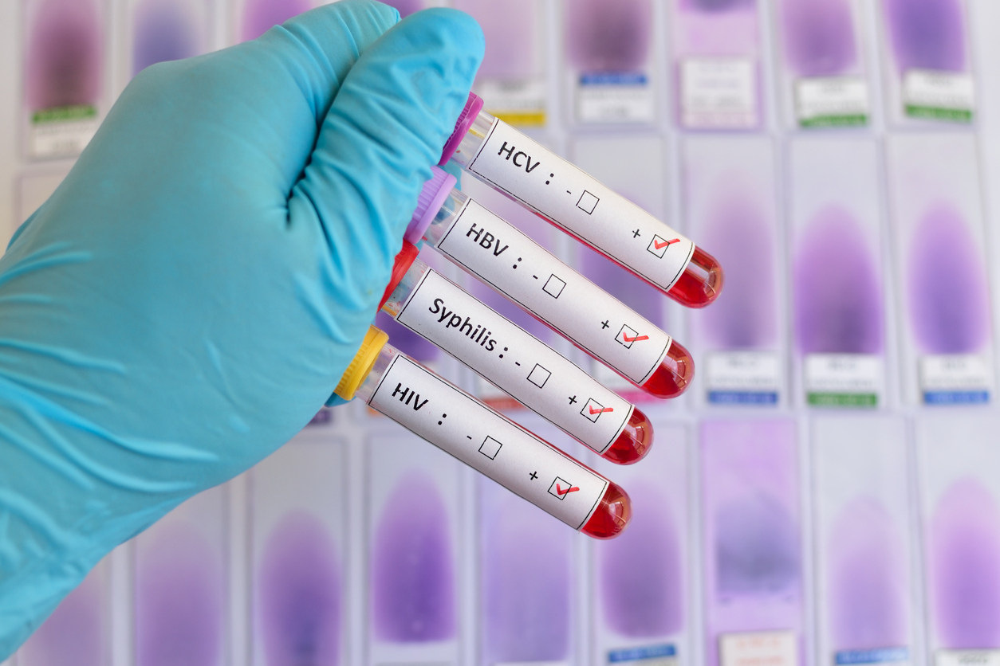 HCV : - ☐
+ ☑
HBV : - ☐
+ ☑
Syphilis : - ☐
+ ☑
HIV : - ☐
+ ☑